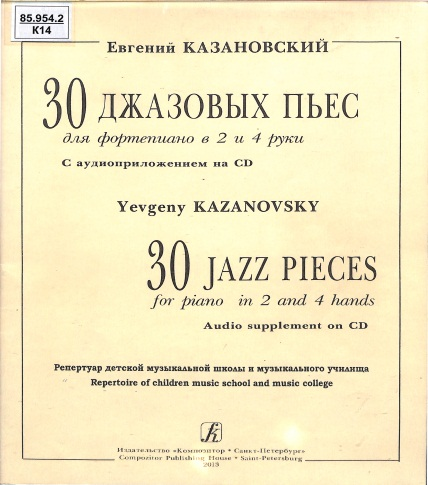 85.954.2
К14
Евгений КАЗАНОВСКИЙ
30 ДЖАЗОВЫХ ПЬЕС
для фортепиано в 2 и 4 руки
С аудиоприложением на CD
Yevgeny KAZANOVSKY
30 JAZZ PIECES
for piano in 2 and 4 hands
Audio supplement on CD
Репертуар детской музыкальной школы и музыкального училища
Repertoire of children music school and music college
Издательство «Композитор • Санкт-Петербург»
Compozitor Publishing House • Saint-Petersburg
2013